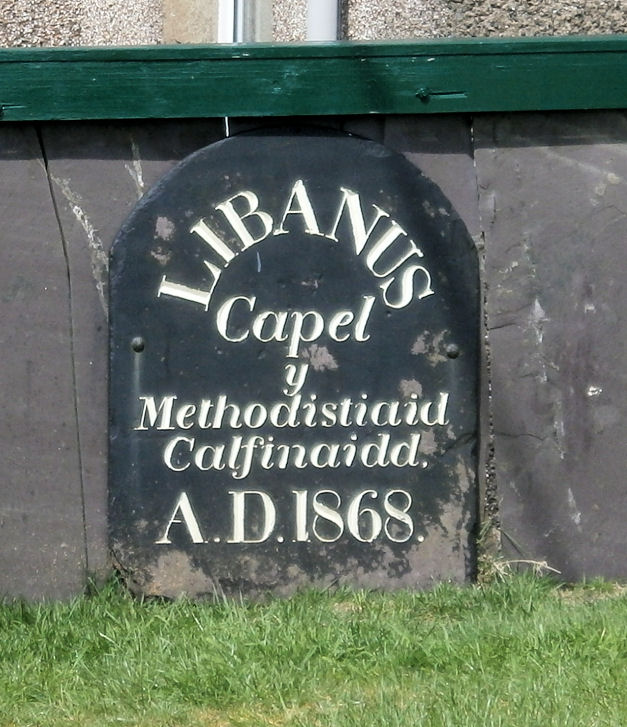 LIBANUS
Capel
y
Methodistiaid
Calfinaidd.
A.D.1868.